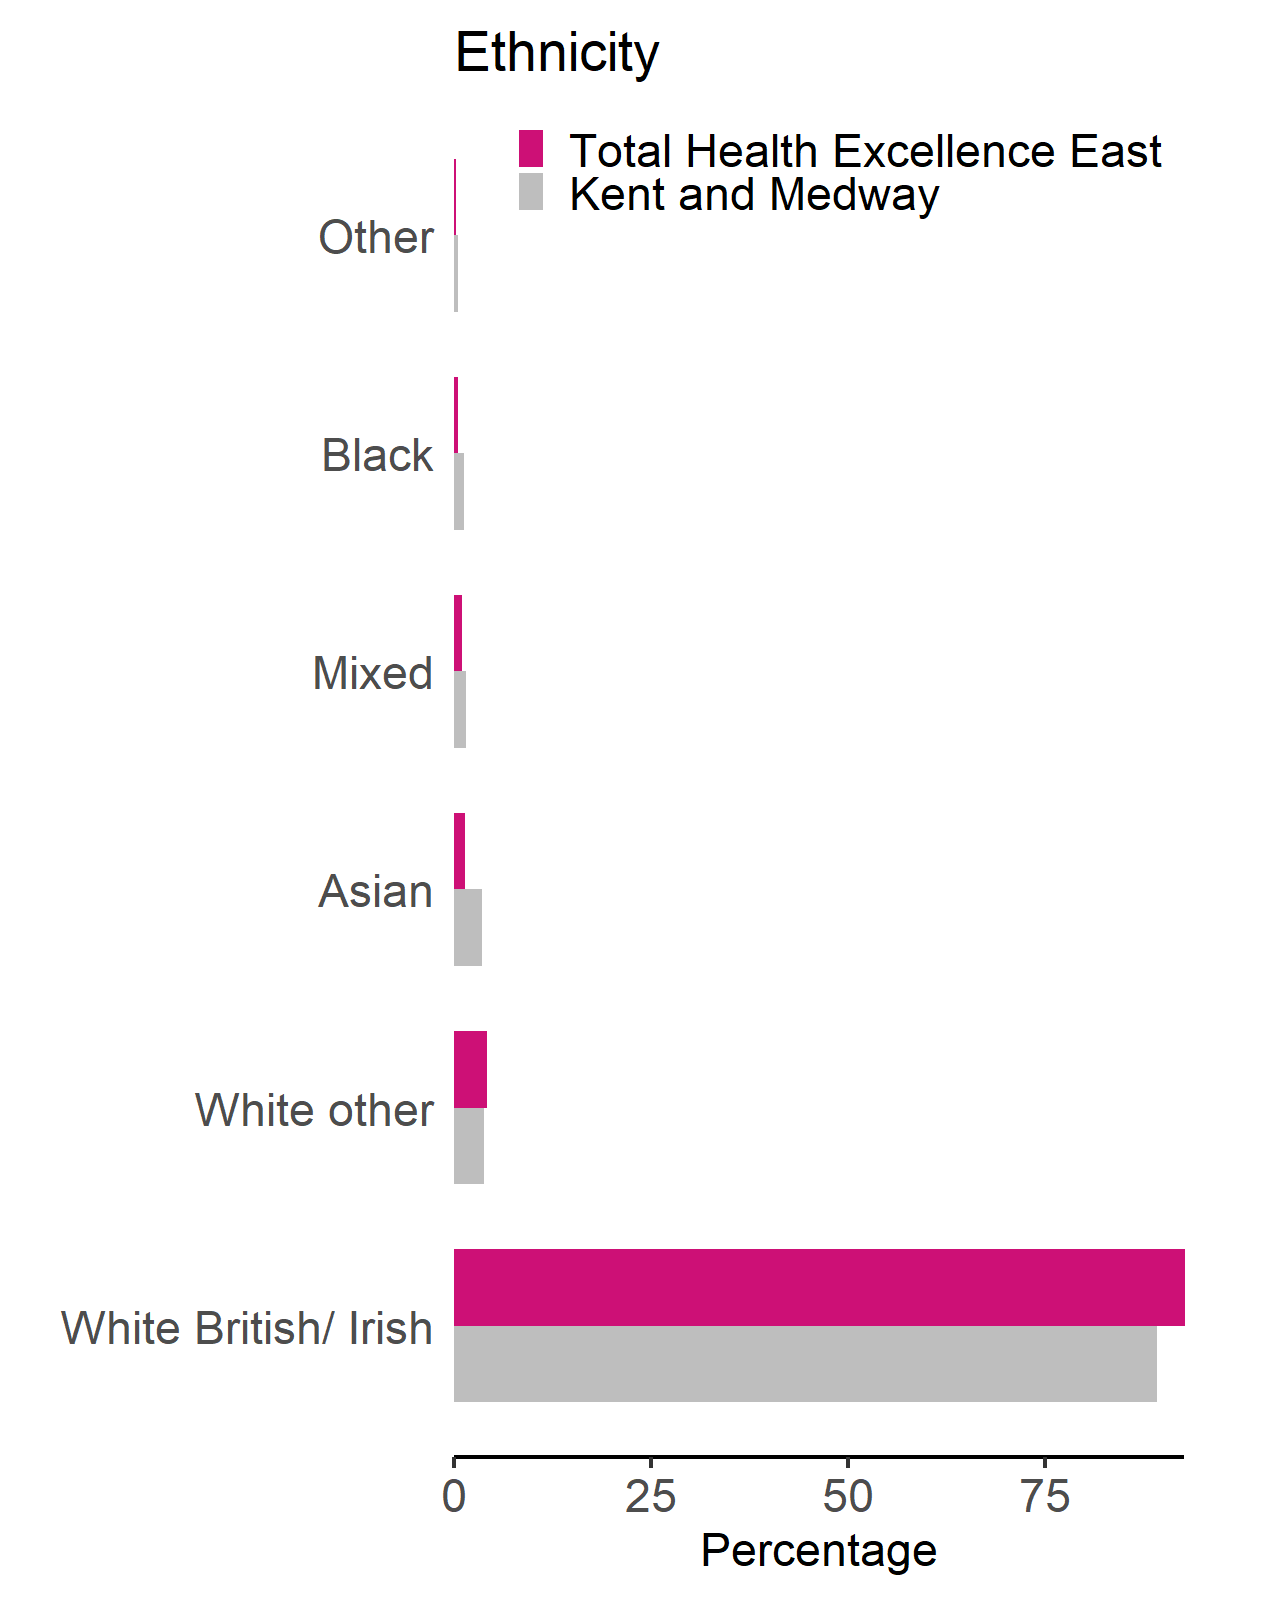 Ethnicity
Total Health Excellence East
Kent and Medway
Other
Black
Mixed
Asian
White other
White British/ Irish
0 25 50 75
Percentage